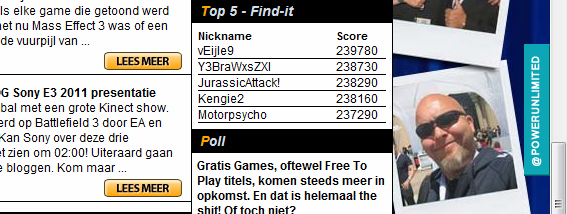 ls elke game die getoond werd
net nu Mass Effect 3 was of een
de vuurpijl van ...
LEES MEER
OG Sony E3 2011 presentatie
bal met een grote Kinect show.
erd op Battlefield 3 door EA en
Kan Sony over deze drie
et zien om 02:00! Uiteraard gaan
e bloggen. Kom maar ...
LEES MEER
Top 5 - Find-it
Nickname Score
vEijle9 239780
Y3BraWxsZXI 238730
JurassicAttack! 238290
Kengie2 238160
Motorpsycho 237290
Poll
Gratis Games, oftewel Free To
Play titels, komen steeds meer in
opkomst. En dat is helemaal the
shit! Of toch niet?
@POWERUNLIMITED